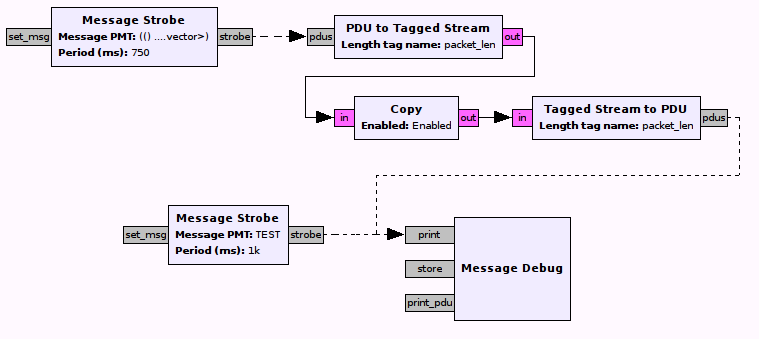 Message Strobe
set_msg
Message PMT: (() ....vector>)
strobe
Period (ms): 750
PDU to Tagged Stream
pdus
Length tag name: packet_len
out
Copy
in
Enabled: Enabled
out
Tagged Stream to PDU
in
Length tag name: packet_len
pdus
Message Strobe
set_msg
Message PMT: TEST
strobe
Period (ms): 1k
print
store
Message Debug
print_pdu